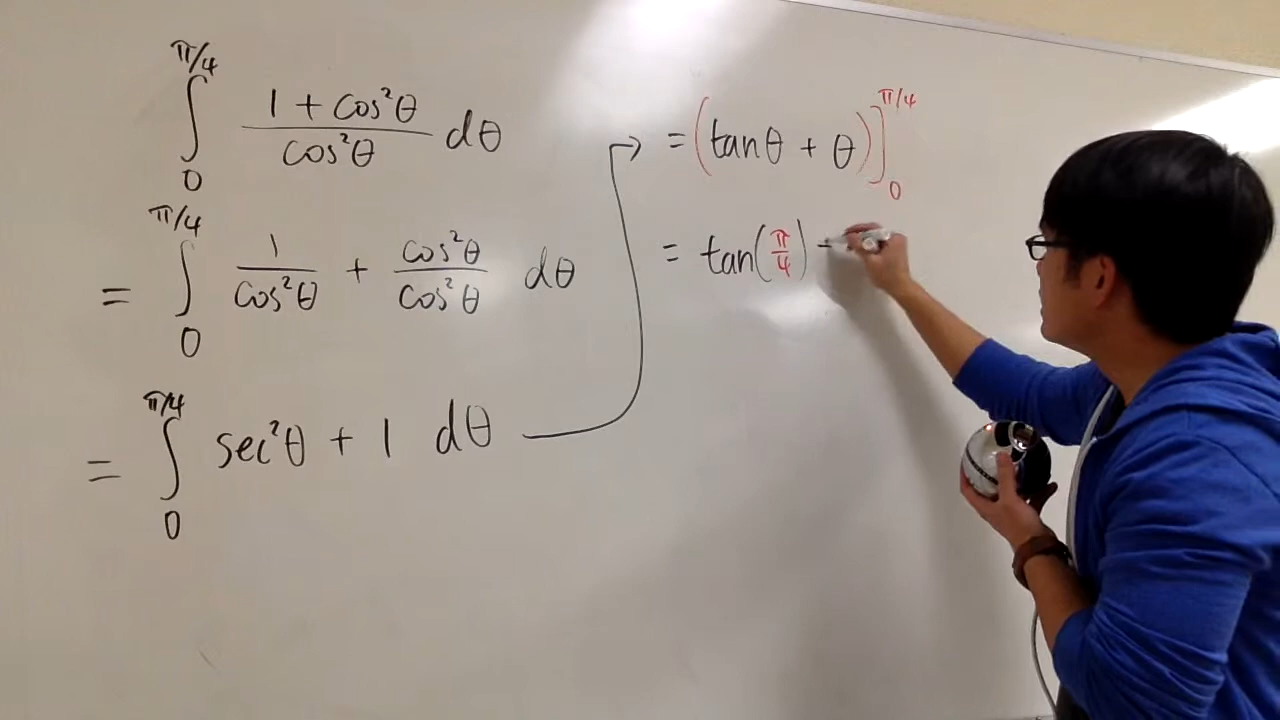 ∫₀^{π/4} (1 + cos²θ)/(cos²θ) dθ
= ∫₀^{π/4} 1/(cos²θ) + (cos²θ)/(cos²θ) dθ
= ∫₀^{π/4} sec²θ + 1 dθ
= (tanθ + θ)]₀^{π/4}
= tan(π/4) +